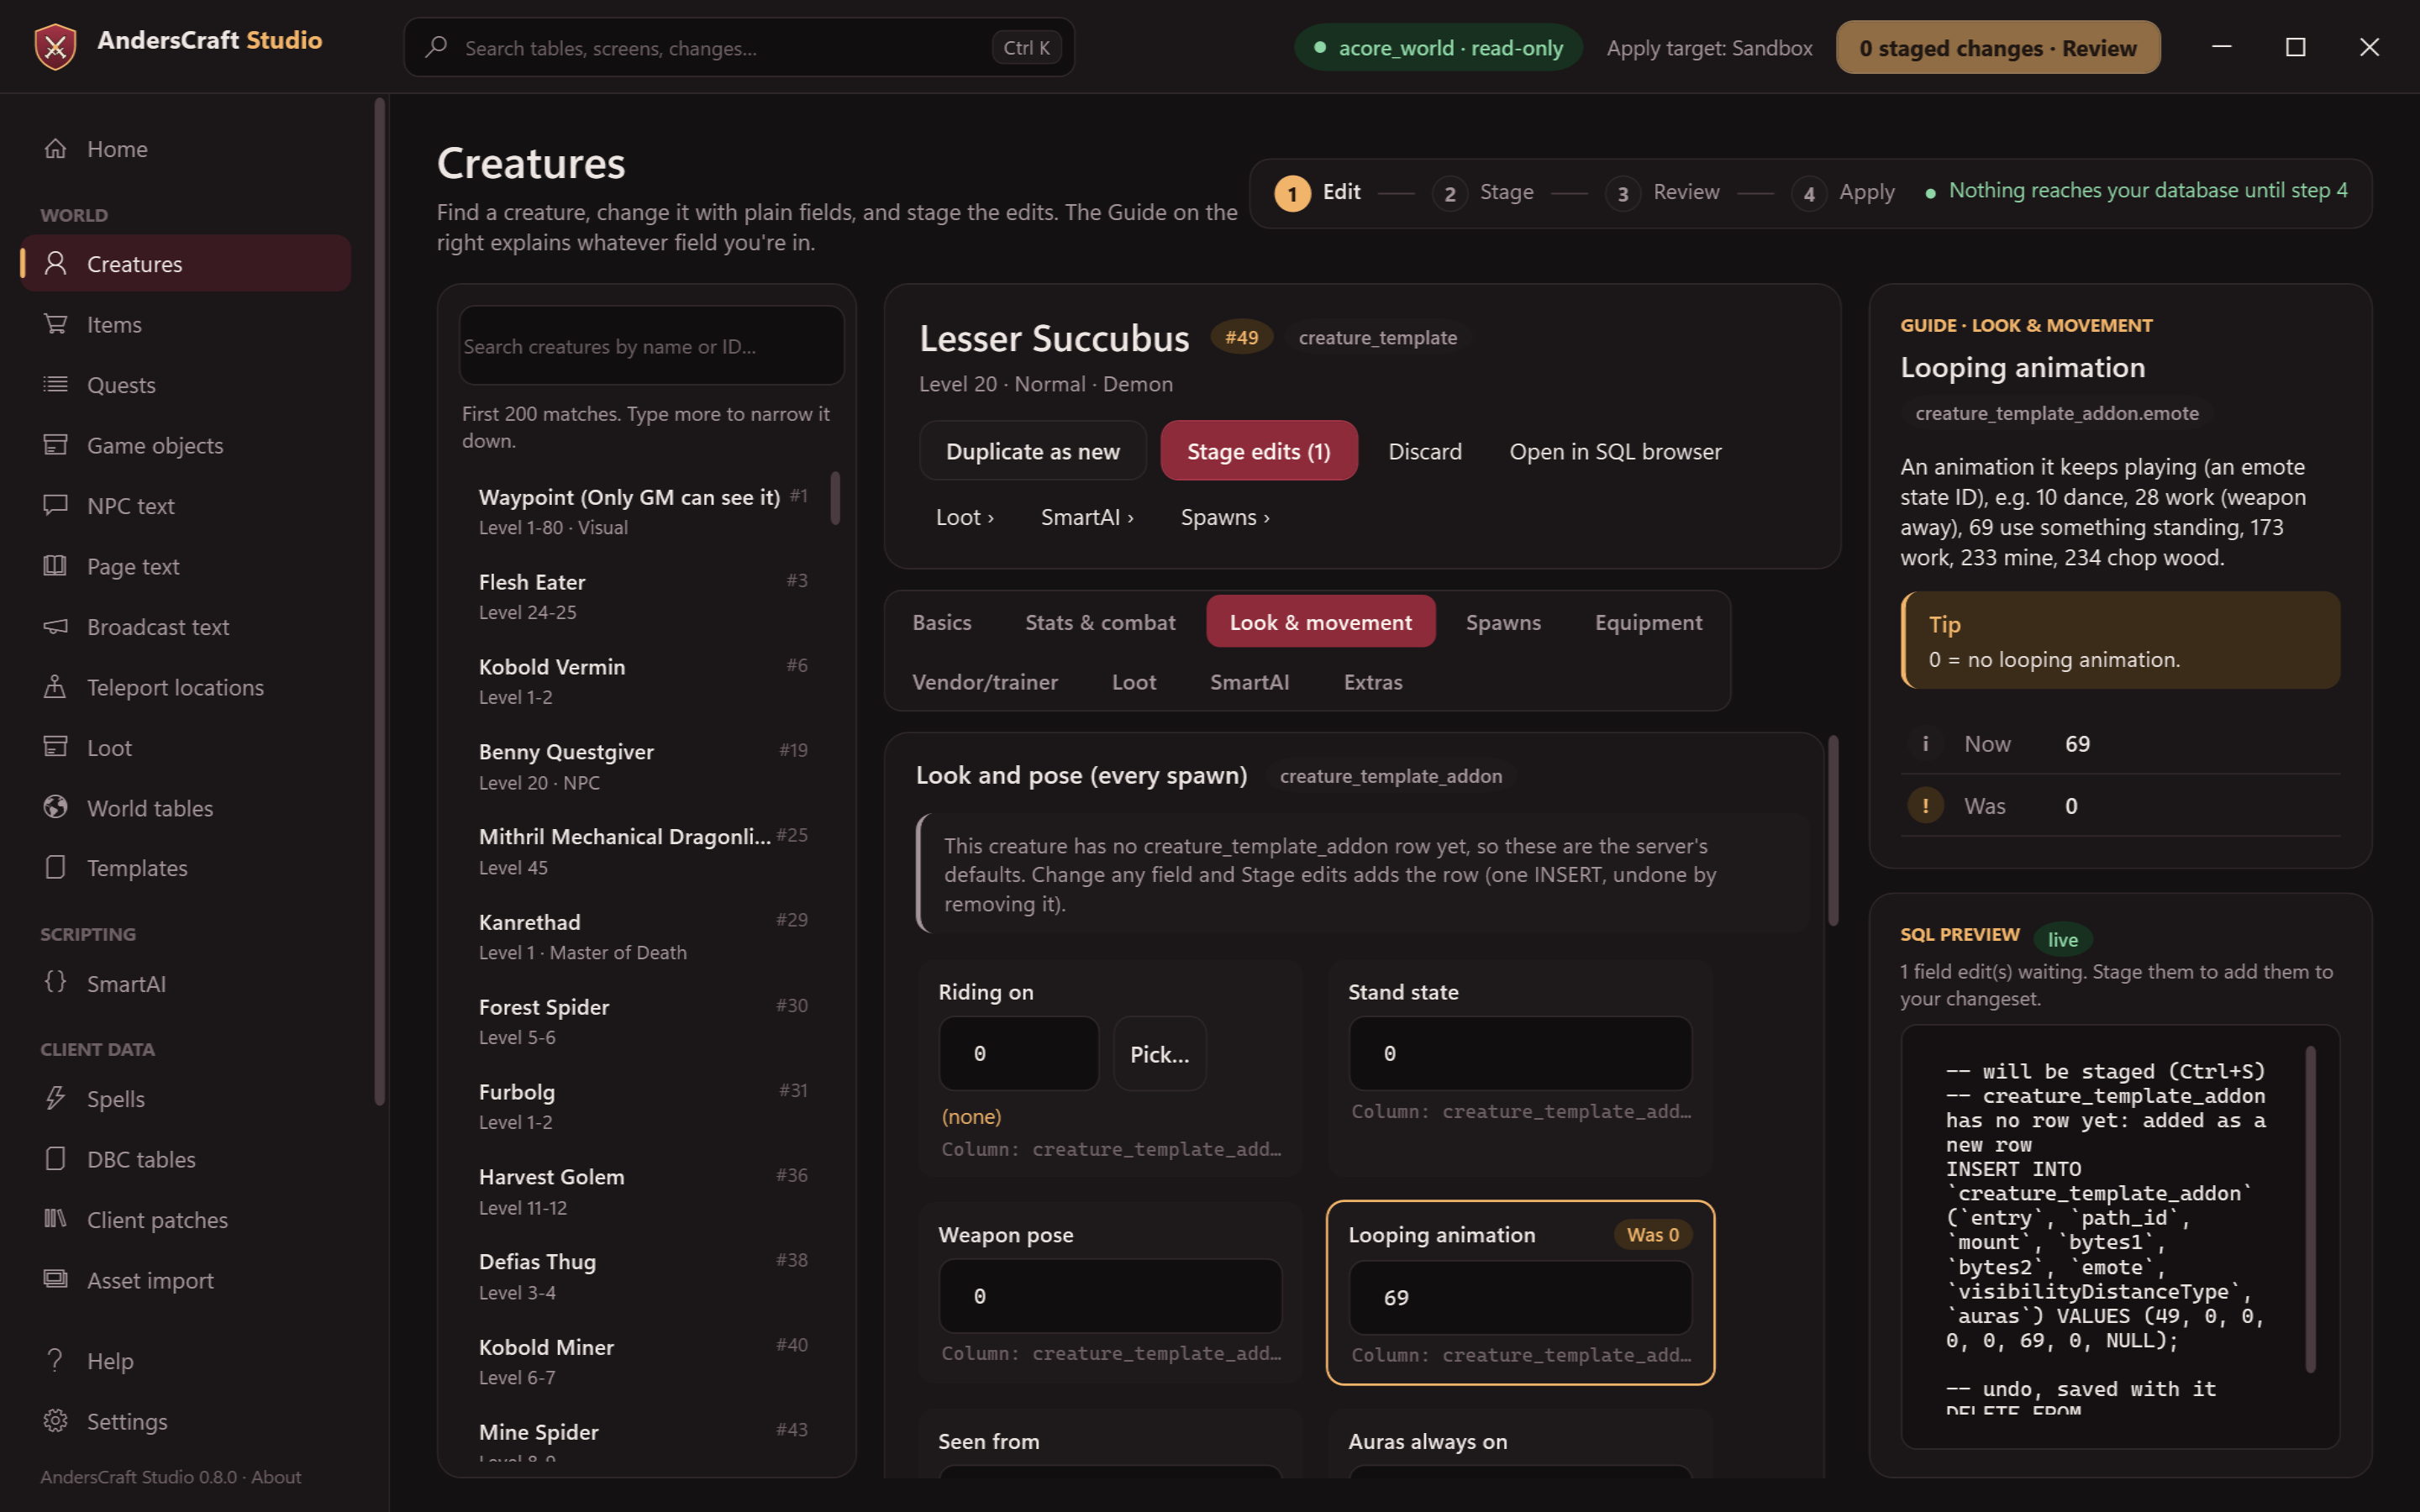 AndersCraft Studio
Search tables, screens, changes...
Ctrl K
acore_world · read-only
Apply target: Sandbox
0 staged changes · Review
Home
WORLD
Creatures
Items
Quests
Game objects
NPC text
Page text
Broadcast text
Teleport locations
Loot
World tables
Templates
SCRIPTING
SmartAI
CLIENT DATA
Spells
DBC tables
Client patches
Asset import
Help
Settings
AndersCraft Studio 0.8.0 · About
Creatures
Find a creature, change it with plain fields, and stage the edits. The Guide on the
right explains whatever field you're in.
1 Edit
2 Stage
3 Review
4 Apply
Nothing reaches your database until step 4
Search creatures by name or ID...
First 200 matches. Type more to narrow it
down.
Waypoint (Only GM can see it) #1
Level 1-80 · Visual
Flesh Eater #3
Level 24-25
Kobold Vermin #6
Level 1-2
Benny Questgiver #19
Level 20 · NPC
Mithril Mechanical Dragonli... #25
Level 45
Kanrethad #29
Level 1 · Master of Death
Forest Spider #30
Level 5-6
Furbolg #31
Level 1-2
Harvest Golem #36
Level 11-12
Defias Thug #38
Level 3-4
Kobold Miner #40
Level 6-7
Mine Spider #43
Lesser Succubus #49 creature_template
Level 20 · Normal · Demon
Duplicate as new
Stage edits (1)
Discard
Open in SQL browser
Loot ›
SmartAI ›
Spawns ›
Basics
Stats & combat
Look & movement
Spawns
Equipment
Vendor/trainer
Loot
SmartAI
Extras
Look and pose (every spawn) creature_template_addon
This creature has no creature_template_addon row yet, so these are the server's
defaults. Change any field and Stage edits adds the row (one INSERT, undone by
removing it).
Riding on
0
Pick...
(none)
Column: creature_template_add…
Stand state
0
Column: creature_template_add…
Weapon pose
0
Column: creature_template_add…
Looping animation Was 0
69
Column: creature_template_add…
Seen from
Auras always on
GUIDE · LOOK & MOVEMENT
Looping animation
creature_template_addon.emote
An animation it keeps playing (an emote
state ID), e.g. 10 dance, 28 work (weapon
away), 69 use something standing, 173
work, 233 mine, 234 chop wood.
Tip
0 = no looping animation.
i Now 69
! Was 0
SQL PREVIEW live
1 field edit(s) waiting. Stage them to add them to
your changeset.
-- will be staged (Ctrl+S)
-- creature_template_addon
has no row yet: added as a
new row
INSERT INTO
`creature_template_addon`
(`entry`, `path_id`,
`mount`, `bytes1`,
`bytes2`, `emote`,
`visibilityDistanceType`,
`auras`) VALUES (49, 0, 0,
0, 0, 69, 0, NULL);
-- undo, saved with it
DELETE FROM